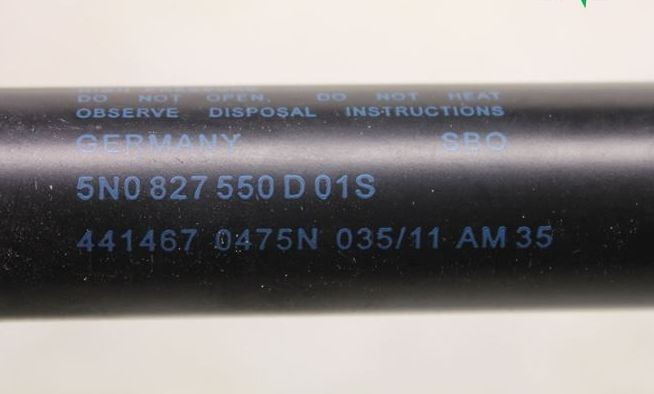 DO NOT OPEN. DO NOT HEAT
OBSERVE DISPOSAL INSTRUCTIONS
GERMANY SBO
5N0 827 550 D 01S
441467 0475N 035/11 AM 35